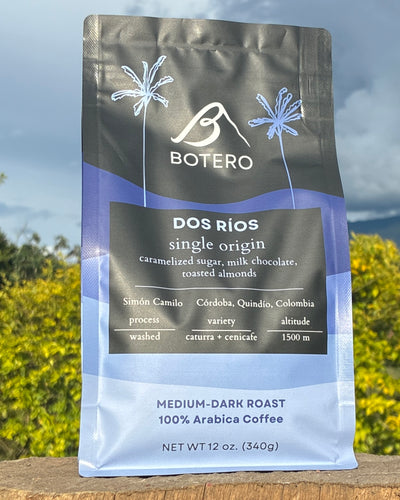 BOTERO
DOS RÍOS
single origin
caramelized sugar, milk chocolate,
roasted almonds
Simón Camilo Córdoba, Quindío, Colombia
process variety altitude
washed caturra + cenicafe 1500 m
MEDIUM-DARK ROAST
100% Arabica Coffee
NET WT 12 oz. (340g)